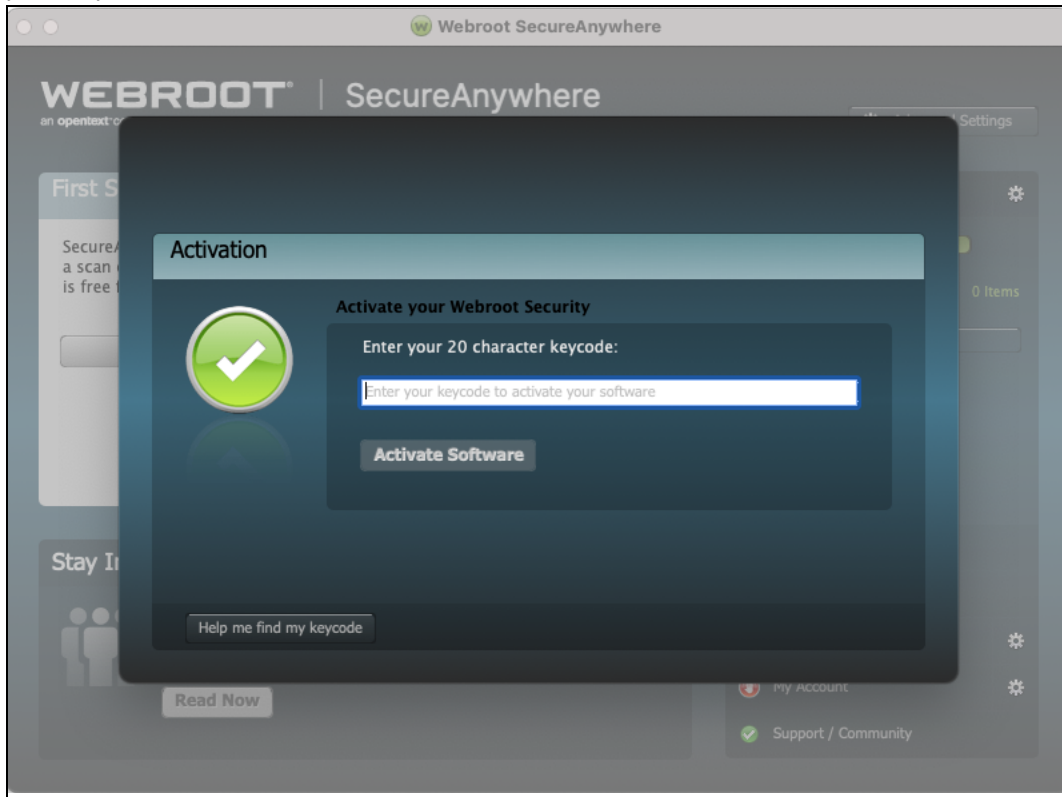 Webroot SecureAnywhere
WEBROOT® | SecureAnywhere
an opentext
Settings
First S
Secure
a scan
is free
0 Items
Activation
Activate your Webroot Security
Enter your 20 character keycode:
Enter your keycode to activate your software
Activate Software
Help me find my keycode
Stay I
Read Now
My Account
Support / Community